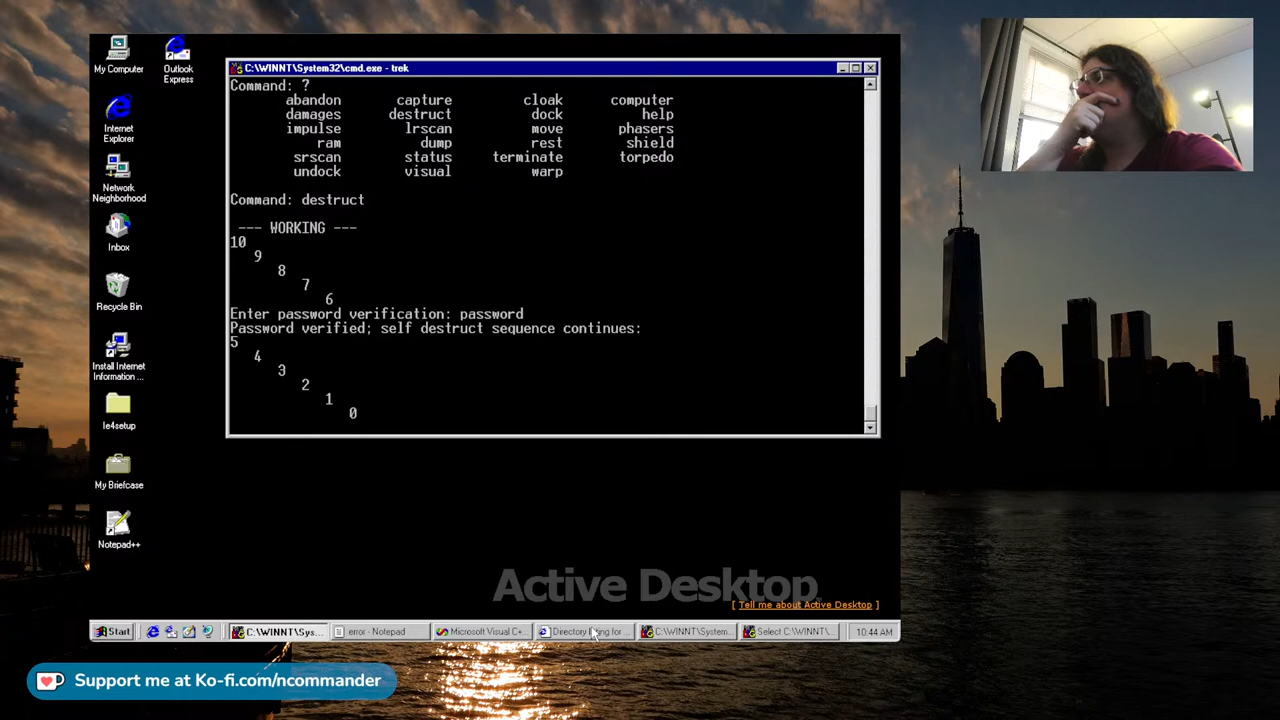 My Computer
Outlook
Express
Internet
Explorer
Network
Neighborhood
Inbox
Recycle Bin
Install Internet
Information ...
Ie4setup
My Briefcase
Notepad++
C:\WINNT\System32\cmd.exe - trek
Command: ?
abandon capture cloak computer
damages destruct dock help
impulse lrscan move phasers
ram dump rest shield
srscan status terminate torpedo
undock visual warp
Command: destruct
--- WORKING ---
10
9
8
7
6
Enter password verification: password
Password verified; self destruct sequence continues:
5
4
3
2
1
0
Active Desktop
[ Tell me about Active Desktop ]
Start
C:\WINNT\Sys...
error - Notepad
Microsoft Visual C+...
Directory listing for ...
C:\WINNT\System...
Select C:\WINNT\...
10:44 AM
Support me at Ko-fi.com/ncommander